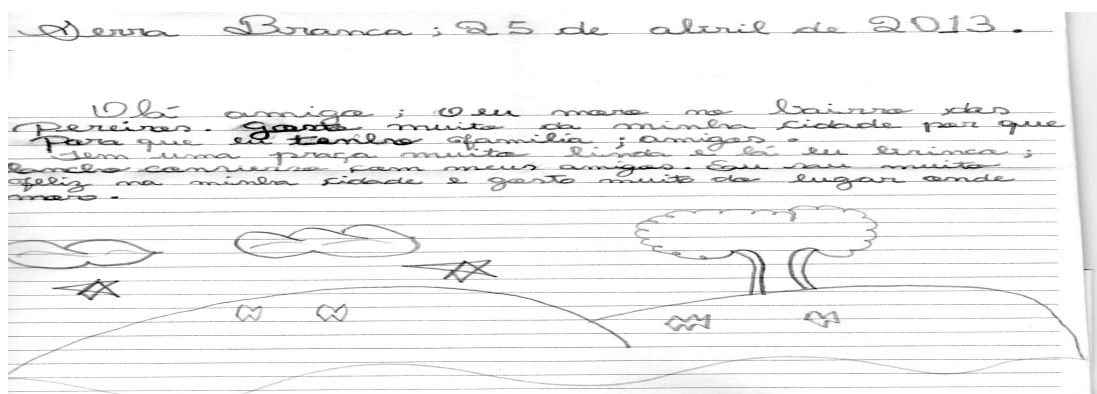 Serra Branca; 25 de abril de 2013.
Olá amiga; eu moro no bairro das
Pereiros. Gosto muito da minha cidade por que
Para que eu tenho família; amigos.
Tem uma praça muito linda e lá eu brinco;
lancho converso com meus amigos Eu sou muito
feliz na minha cidade e gosto muito do lugar onde
moro.